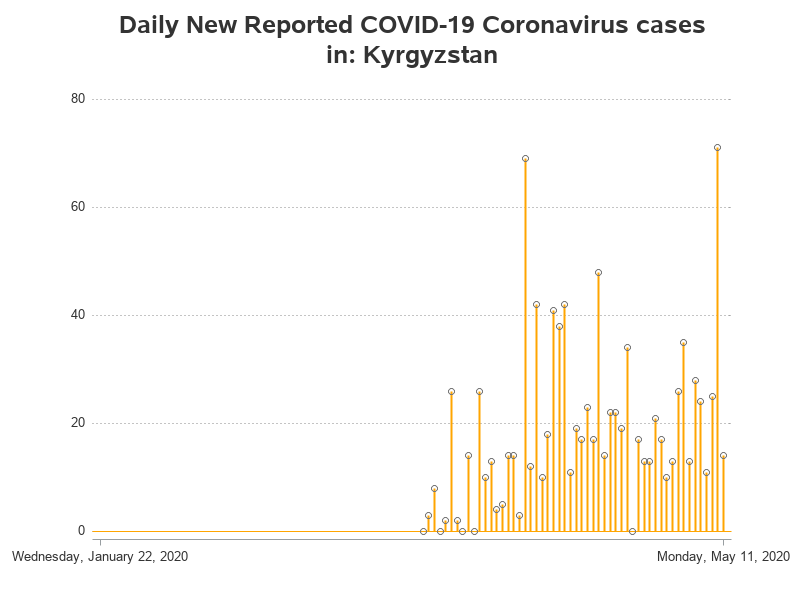 Daily New Reported COVID-19 Coronavirus cases
in: Kyrgyzstan
80
60
40
20
0
Wednesday, January 22, 2020
Monday, May 11, 2020